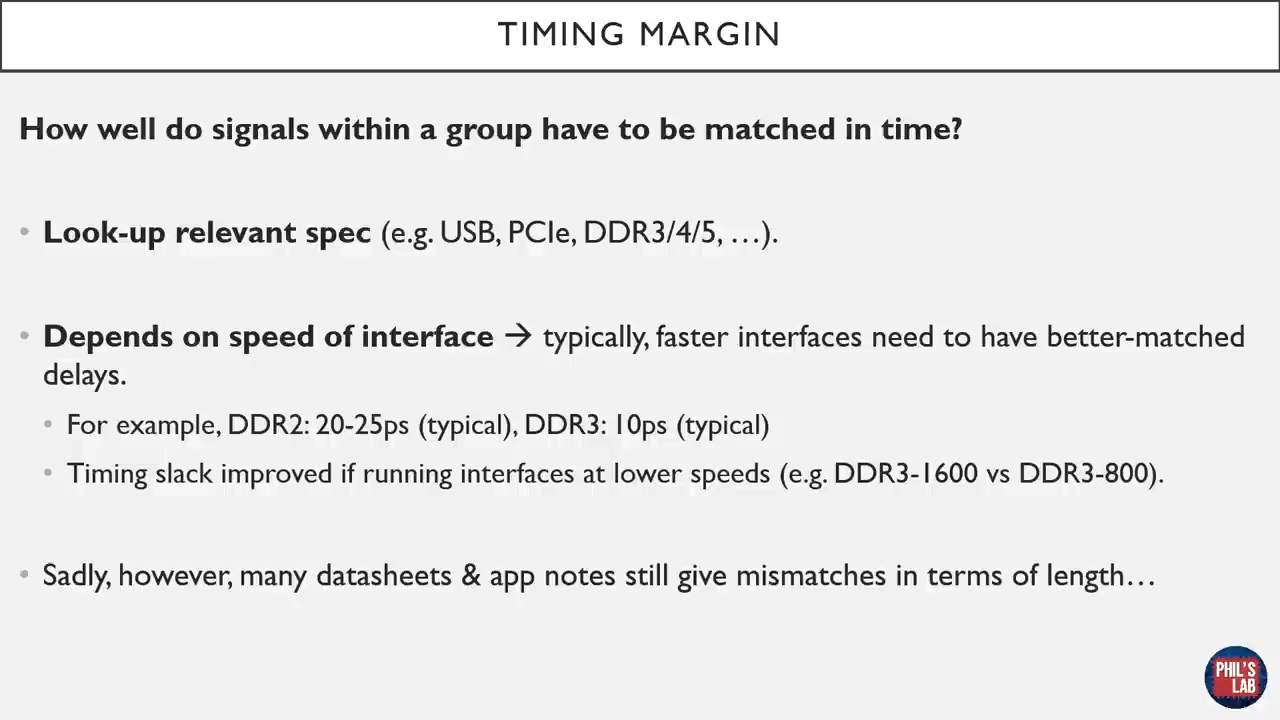 TIMING MARGIN
How well do signals within a group have to be matched in time?
• Look-up relevant spec (e.g. USB, PCIe, DDR3/4/5, …).
• Depends on speed of interface → typically, faster interfaces need to have better-matched
delays.
• For example, DDR2: 20-25ps (typical), DDR3: 10ps (typical)
• Timing slack improved if running interfaces at lower speeds (e.g. DDR3-1600 vs DDR3-800).
• Sadly, however, many datasheets & app notes still give mismatches in terms of length…
PHIL'S
LAB